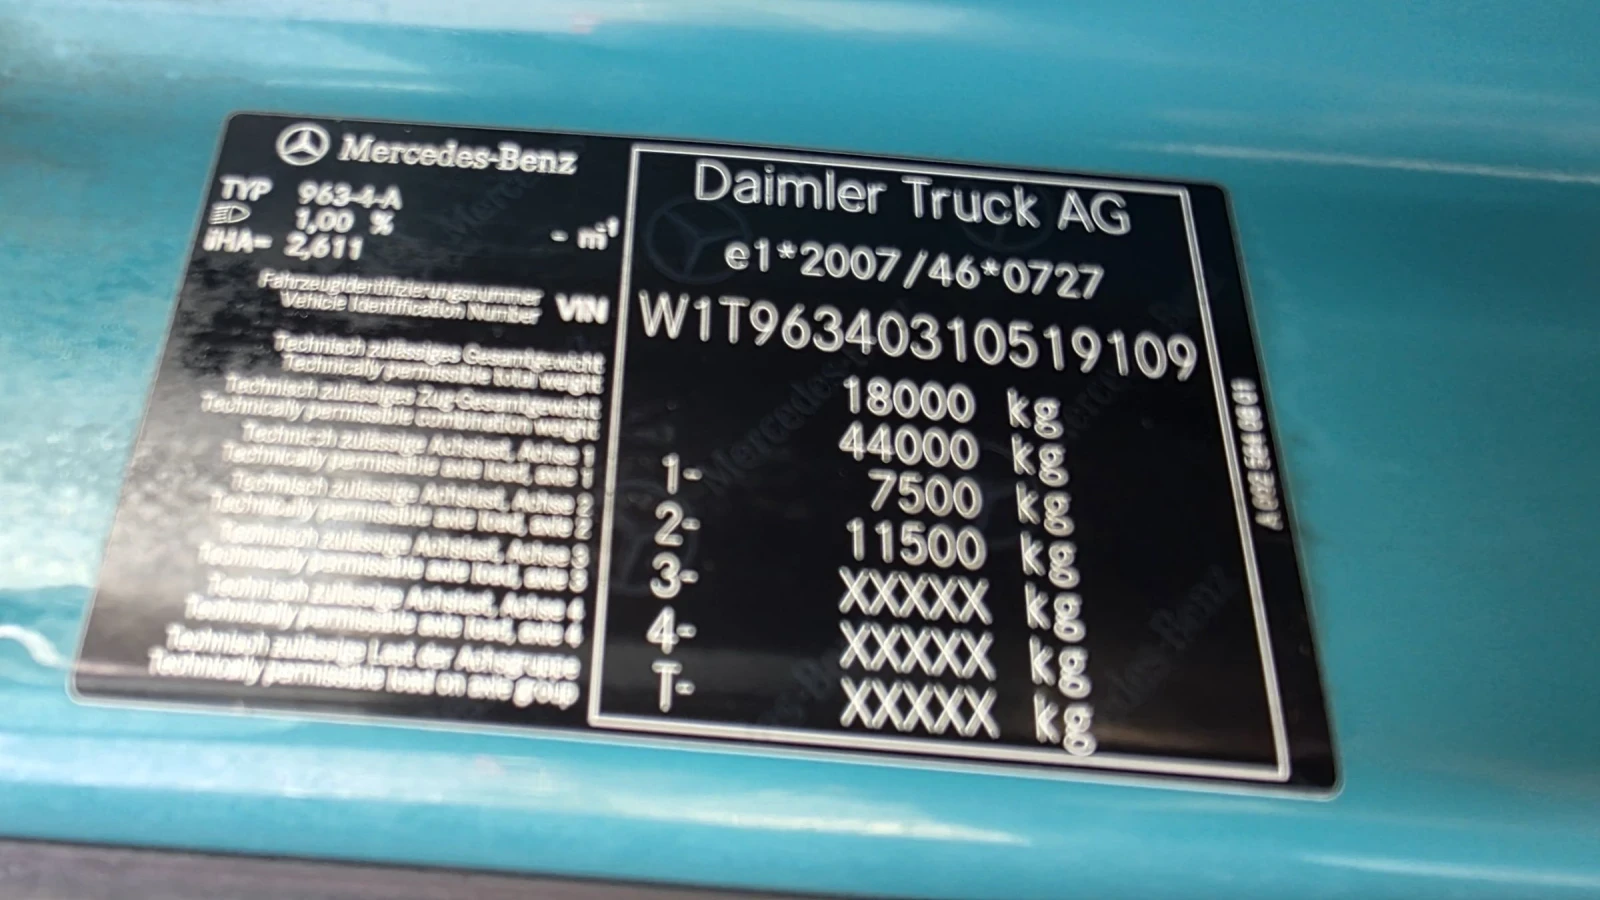 Mercedes-Benz
TYP 963-4-A
1,00 %
iHA= 2,611
- m⁻¹
Fahrzeugidentifizierungsnummer
Vehicle Identification Number VIN
Technisch zulässiges Gesamtgewicht
Technically permissible total weight
Technisch zulässiges Zug-Gesamtgewicht
Technically permissible combination weight
Technisch zulässige Achslast, Achse 1
Technically permissible axle load, axle 1
Technisch zulässige Achslast, Achse 2
Technically permissible axle load, axle 2
Technisch zulässige Achslast, Achse 3
Technically permissible axle load, axle 3
Technisch zulässige Achslast, Achse 4
Technically permissible axle load, axle 4
Technisch zulässige Last der Achsgruppe
Technically permissible load on axle group
Daimler Truck AG
e1*2007/46*0727
W1T96340310519109
18000 kg
44000 kg
1- 7500 kg
2- 11500 kg
3- XXXXX kg
4- XXXXX kg
T- XXXXX kg